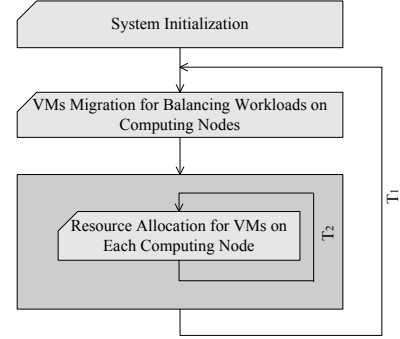 System Initialization
VMs Migration for Balancing Workloads on
Computing Nodes
Resource Allocation for VMs on
Each Computing Node
T2
T1